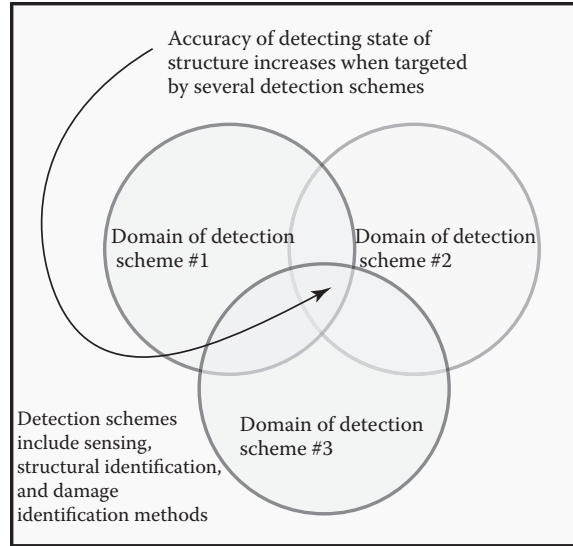 Accuracy of detecting state of
structure increases when targeted
by several detection schemes
Domain of detection
scheme #1
Domain of detection
scheme #2
Domain of detection
scheme #3
Detection schemes
include sensing,
structural identification,
and damage
identification methods